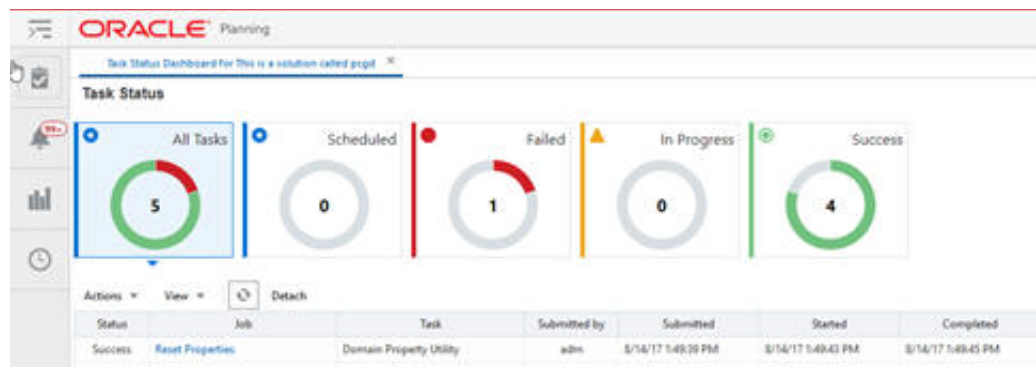 ORACLE Planning
Task Status Dashboard for This is a solution called pcgd ×
Task Status
99+
All Tasks Scheduled Failed In Progress Success
5 0 1 0 4
Actions View Detach
Status Job Task Submitted by Submitted Started Completed
Success Reset Properties Domain Property Utility adm 8/14/17 1:49:39 PM 8/14/17 1:49:43 PM 8/14/17 1:49:45 PM